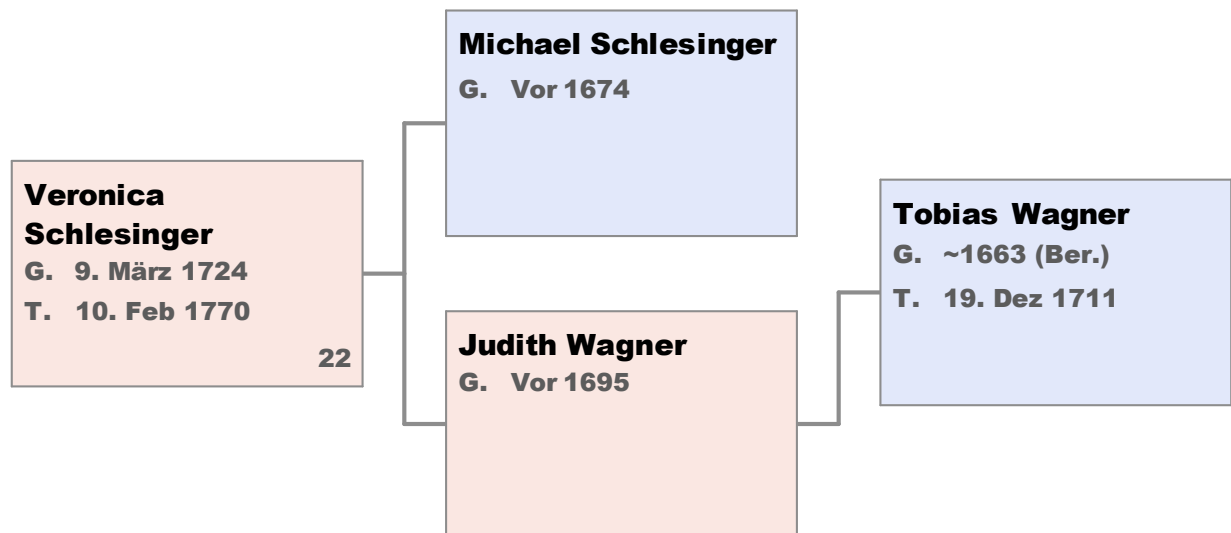 Michael Schlesinger
G. Vor 1674
Veronica
Schlesinger
G. 9. März 1724
T. 10. Feb 1770
22
Judith Wagner
G. Vor 1695
Tobias Wagner
G. ~1663 (Ber.)
T. 19. Dez 1711